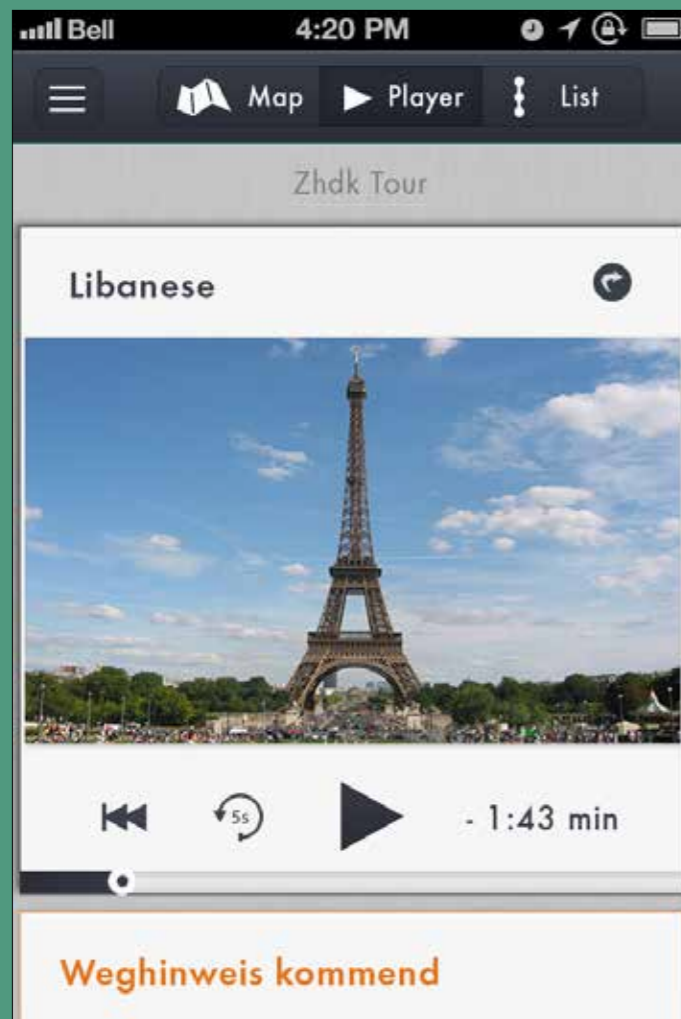 Bell 4:20 PM
Map Player List
Zhdk Tour
Libanese
5s - 1:43 min
Weghinweis kommend